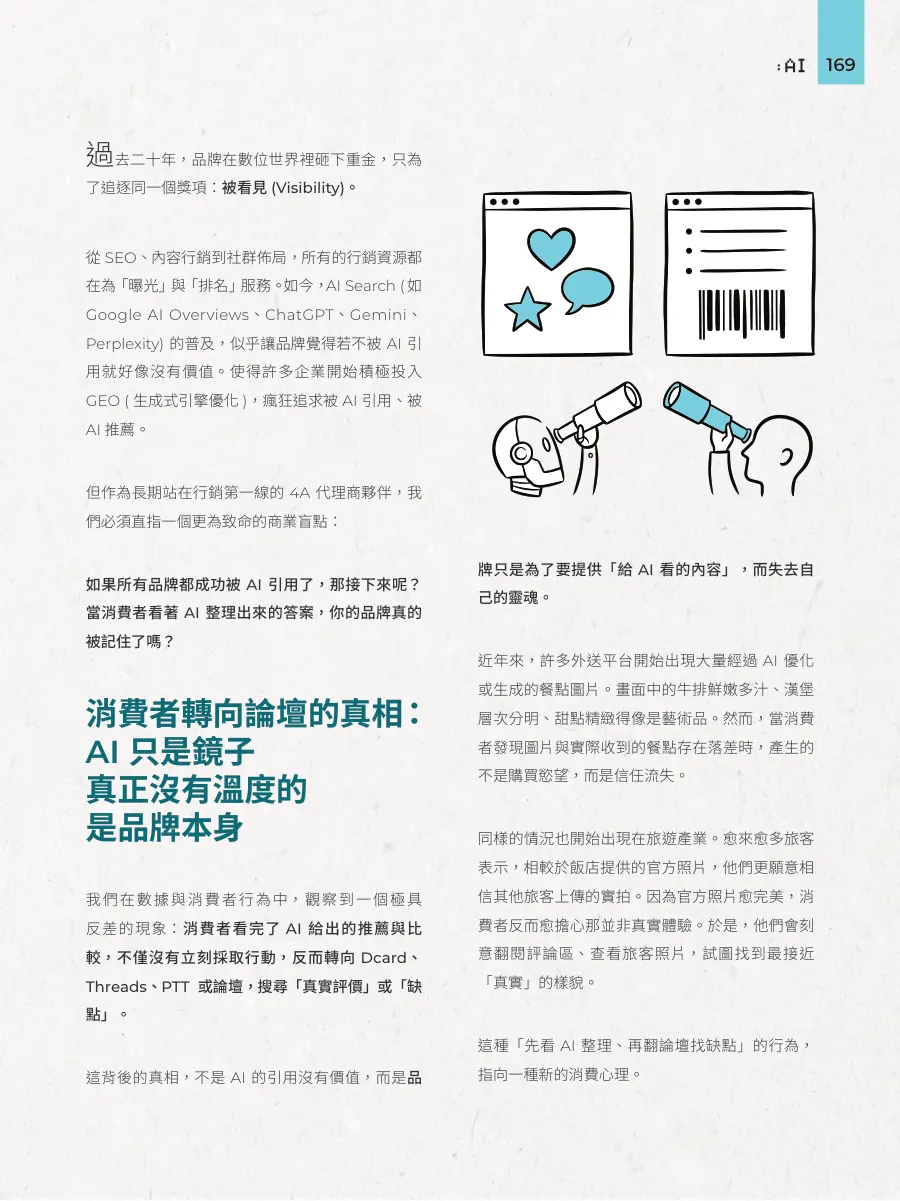 :AI 169
過去二十年，品牌在數位世界裡砸下重金，只為
了追逐同一個獎項：被看見 (Visibility)。
從 SEO、內容行銷到社群佈局，所有的行銷資源都
在為「曝光」與「排名」服務。如今，AI Search ( 如
Google AI Overviews、ChatGPT、Gemini、
Perplexity) 的普及，似乎讓品牌覺得若不被 AI 引
用就好像沒有價值。使得許多企業開始積極投入
GEO ( 生成式引擎優化 )，瘋狂追求被 AI 引用、被
AI 推薦。
但作為長期站在行銷第一線的 4A 代理商夥伴，我
們必須直指一個更為致命的商業盲點：
如果所有品牌都成功被 AI 引用了，那接下來呢？
當消費者看著 AI 整理出來的答案，你的品牌真的
被記住了嗎？
消費者轉向論壇的真相：
AI 只是鏡子
真正沒有溫度的
是品牌本身
我們在數據與消費者行為中，觀察到一個極具
反差的現象：消費者看完了 AI 給出的推薦與比
較，不僅沒有立刻採取行動，反而轉向 Dcard、
Threads、PTT 或論壇，搜尋「真實評價」或「缺
點」。
這背後的真相，不是 AI 的引用沒有價值，而是品
牌只是為了要提供「給 AI 看的內容」，而失去自
己的靈魂。
近年來，許多外送平台開始出現大量經過 AI 優化
或生成的餐點圖片。畫面中的牛排鮮嫩多汁、漢堡
層次分明、甜點精緻得像是藝術品。然而，當消費
者發現圖片與實際收到的餐點存在落差時，產生的
不是購買慾望，而是信任流失。
同樣的情況也開始出現在旅遊產業。愈來愈多旅客
表示，相較於飯店提供的官方照片，他們更願意相
信其他旅客上傳的實拍。因為官方照片愈完美，消
費者反而愈擔心那並非真實體驗。於是，他們會刻
意翻閱評論區、查看旅客照片，試圖找到最接近
「真實」的樣貌。
這種「先看 AI 整理、再翻論壇找缺點」的行為，
指向一種新的消費心理。